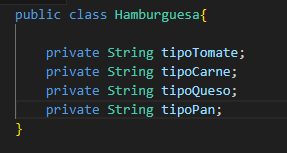 public class Hamburguesa{
private String tipoTomate;
private String tipoCarne;
private String tipoQueso;
private String tipoPan;
}